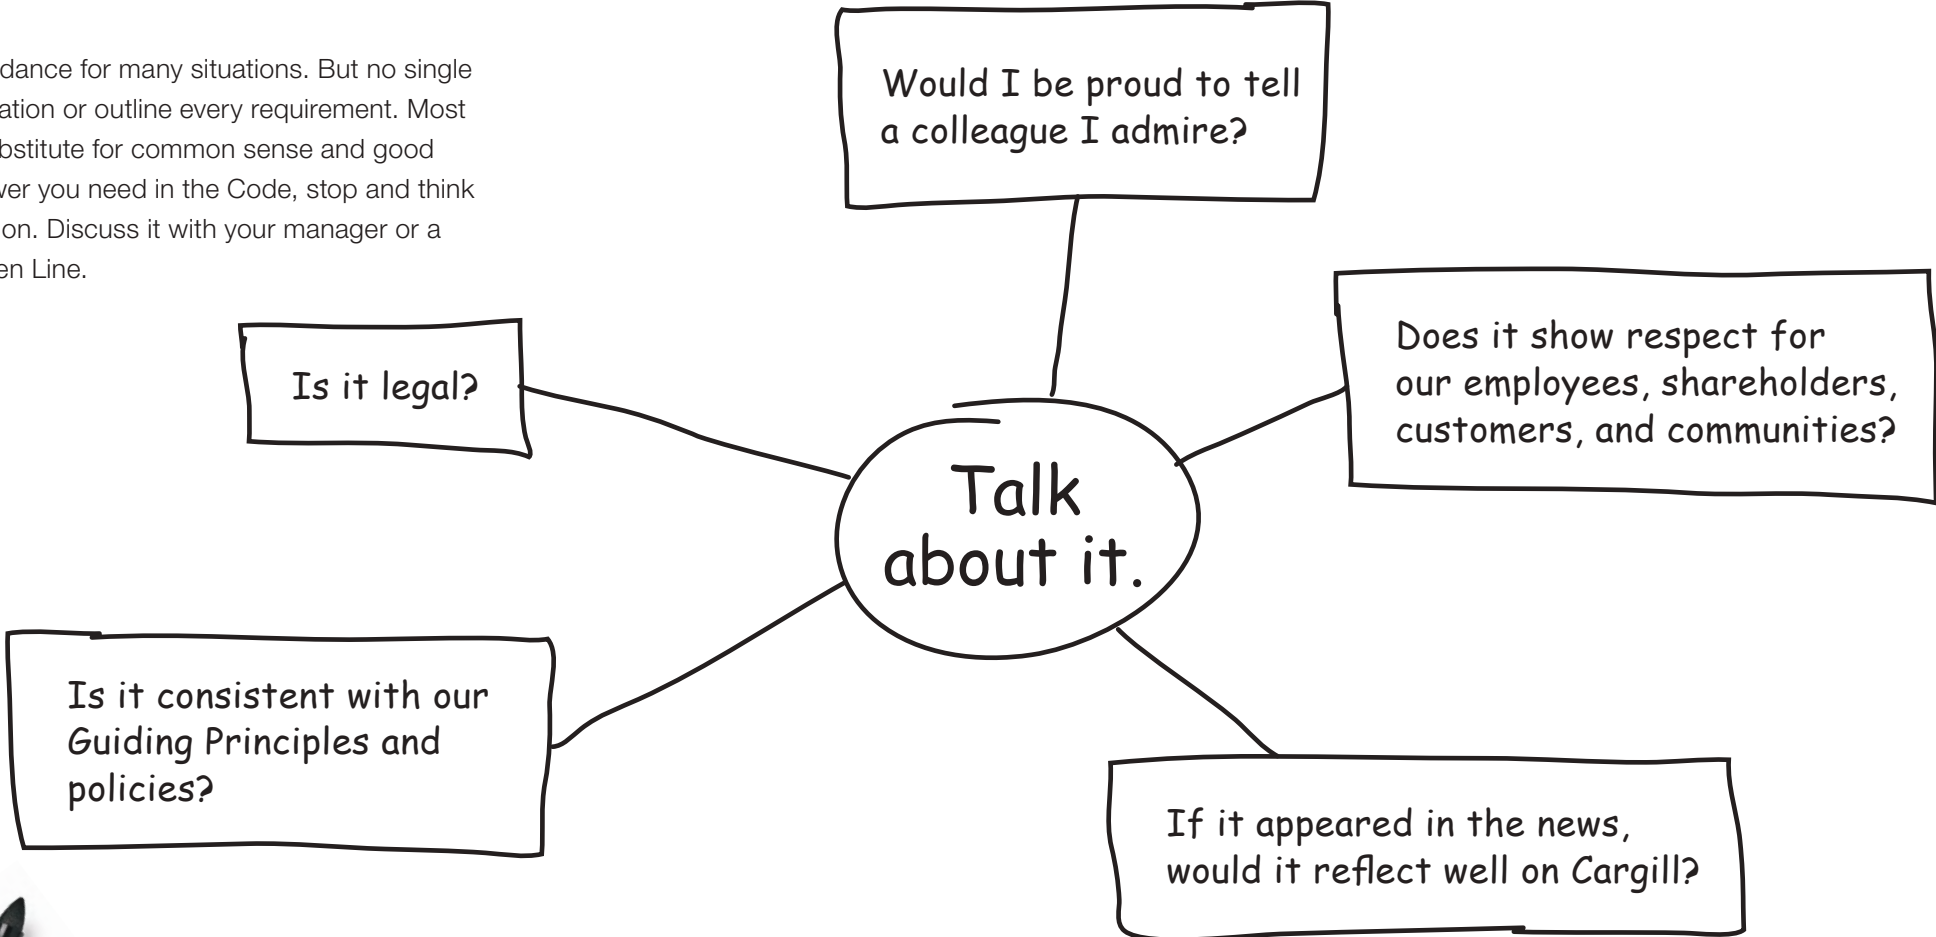 dance for many situations. But no single
ation or outline every requirement. Most
bstitute for common sense and good
ver you need in the Code, stop and think
on. Discuss it with your manager or a
en Line.
Would I be proud to tell
a colleague I admire?
Is it legal?
Does it show respect for
our employees, shareholders,
customers, and communities?
Talk
about it.
Is it consistent with our
Guiding Principles and
policies?
If it appeared in the news,
would it reflect well on Cargill?